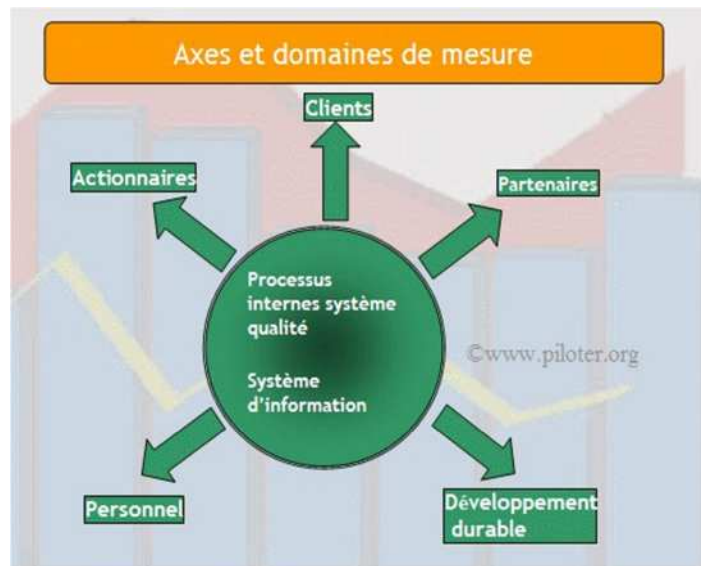 Axes et domaines de mesure
Clients
Actionnaires
Partenaires
Processus
internes système
qualité
Système
d'information
©www.piloter.org
Personnel
Développement
durable